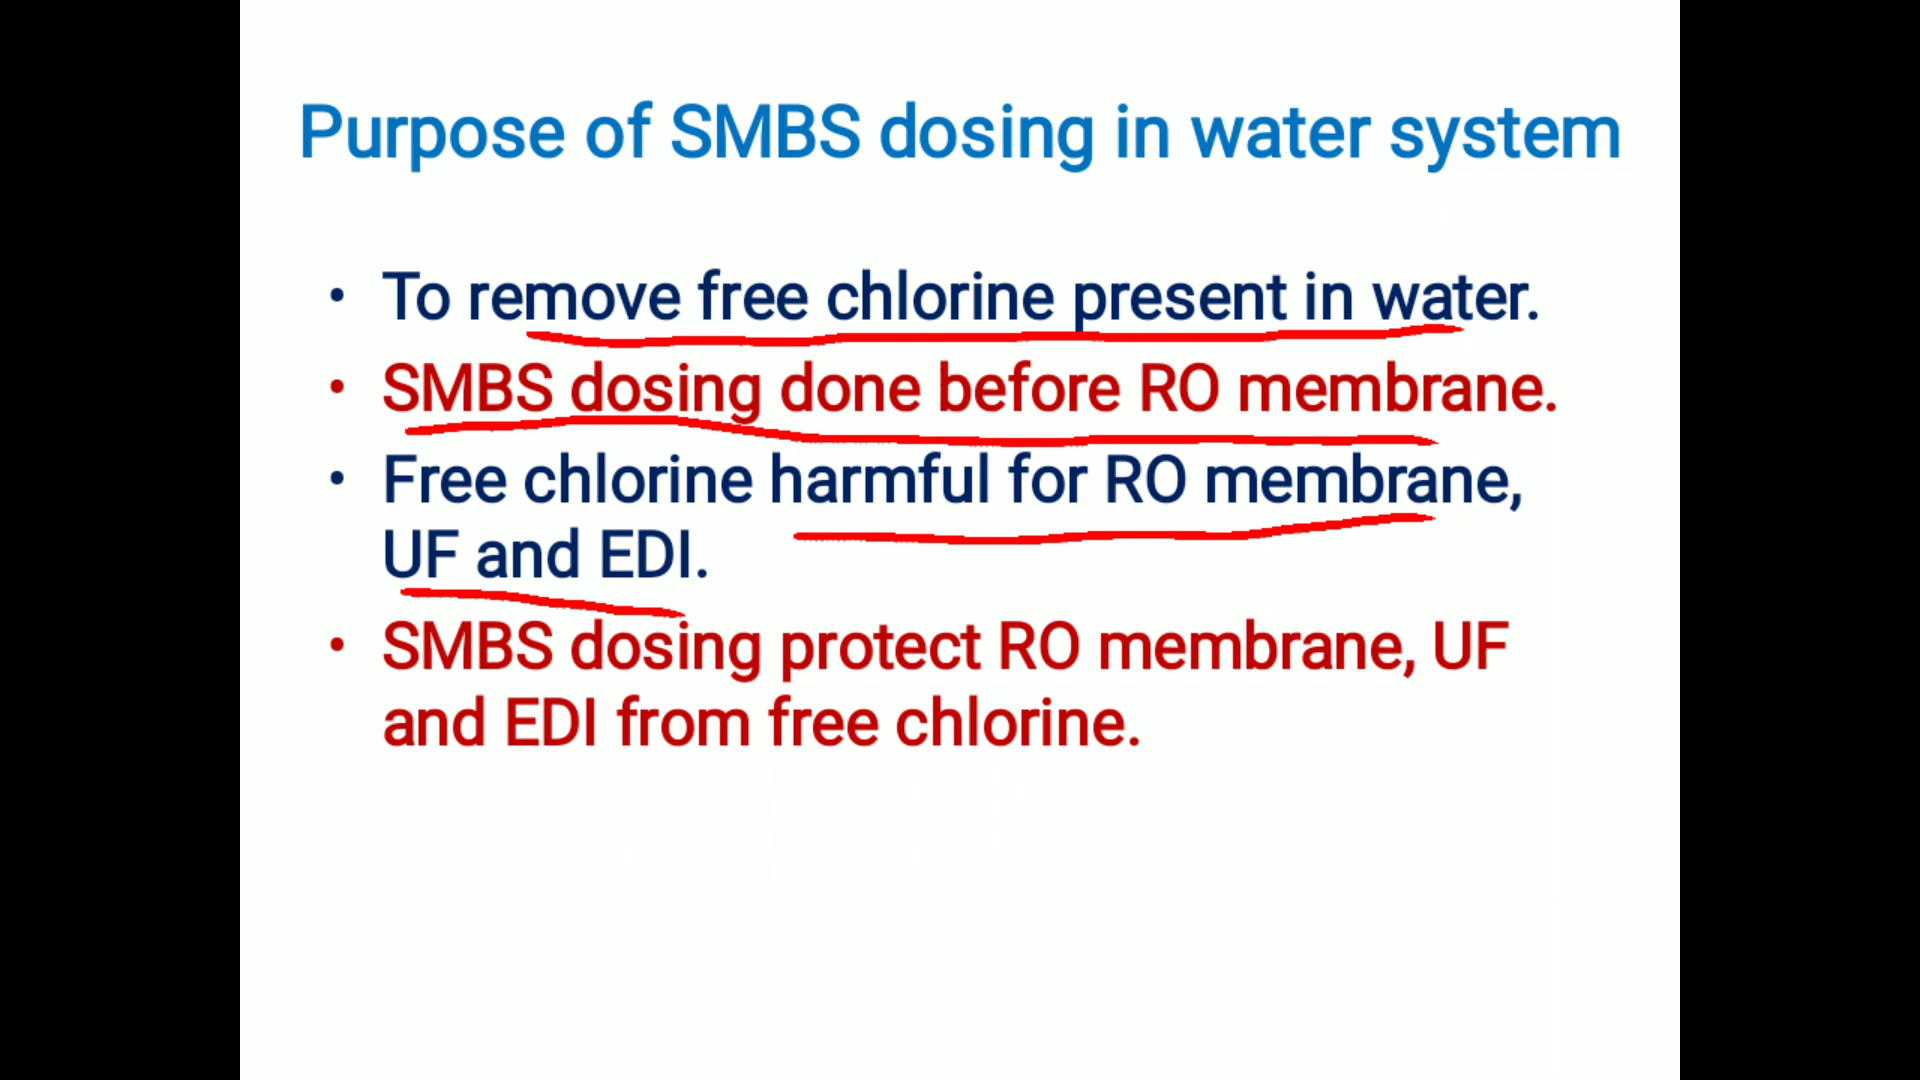 Purpose of SMBS dosing in water system
• To remove free chlorine present in water.
• SMBS dosing done before RO membrane.
• Free chlorine harmful for RO membrane,
UF and EDI.
• SMBS dosing protect RO membrane, UF
and EDI from free chlorine.